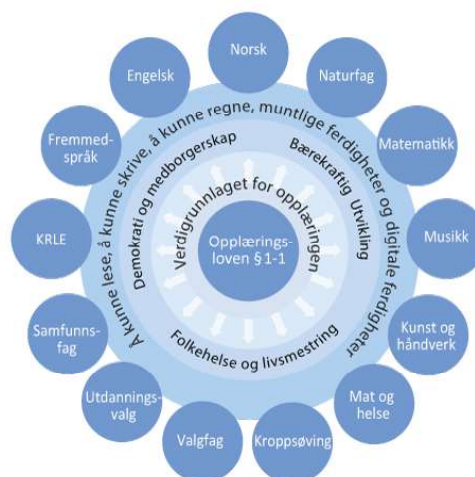 Norsk
Naturfag
Matematikk
Musikk
Kunst og
håndverk
Mat og
helse
Kroppsøving
Valgfag
Utdannings-
valg
Samfunns-
fag
KRLE
Fremmed-
språk
Engelsk
Å kunne lese, å kunne skrive, å kunne regne, muntlige ferdigheter og digitale ferdigheter
Demokrati og medborgerskap
Bærekraftig Utvikling
Folkehelse og livsmestring
Verdigrunnlaget for opplæringen
Opplærings-
loven § 1-1